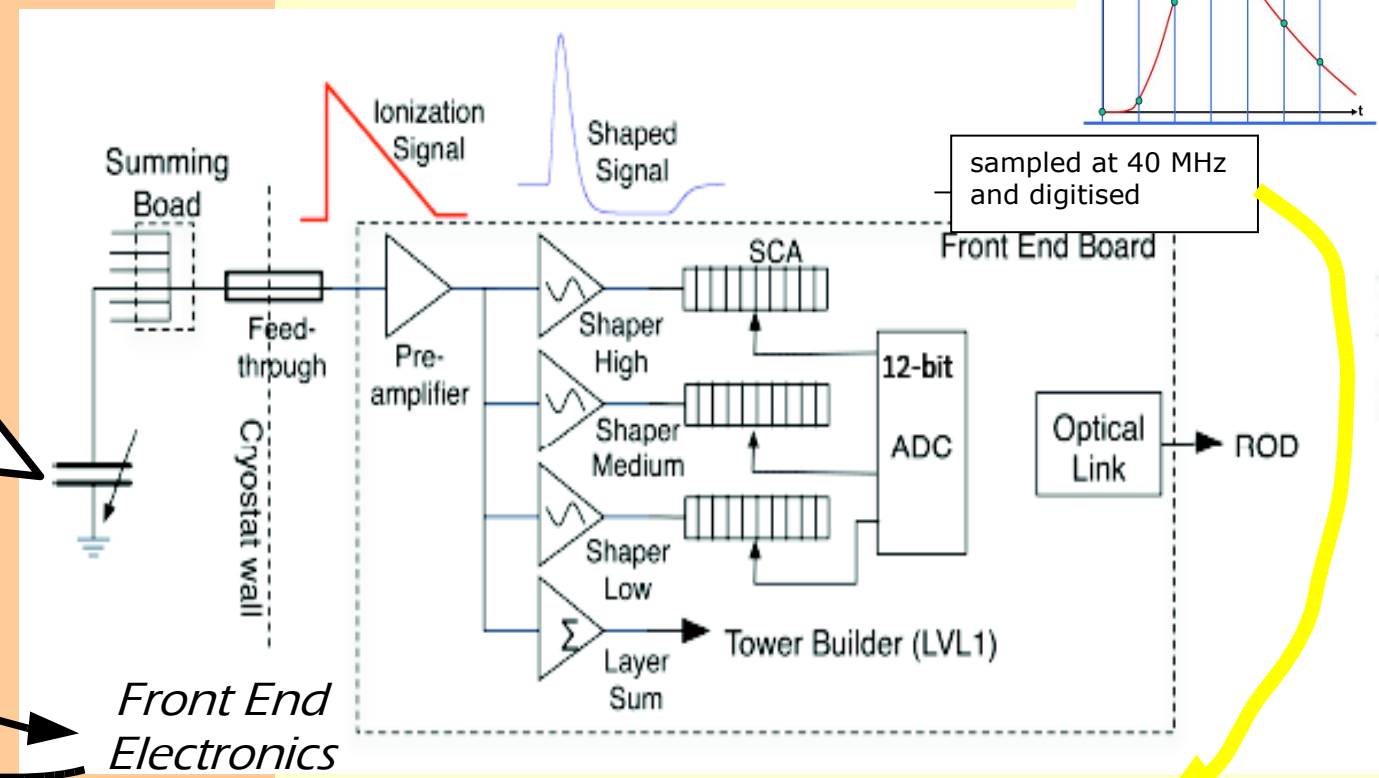 t
Ionization
Signal
Shaped
Signal
sampled at 40 MHz
and digitised
Summing
Boad
Front End Board
SCA
Feed-
through
Pre-
amplifier
Shaper
High
12-bit
ADC
Shaper
Medium
Optical
Link
ROD
Cryostat wall
Shaper
Low
Σ
Layer
Sum
Tower Builder (LVL1)
Front End
Electronics